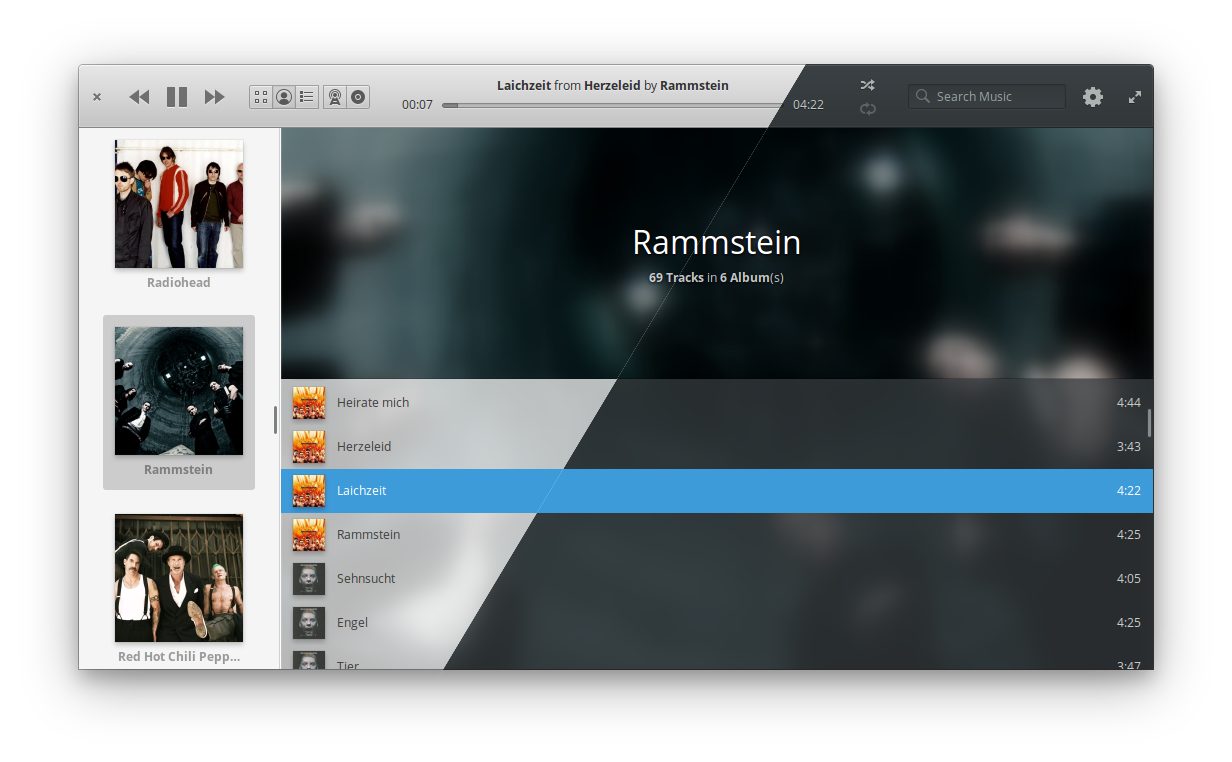 Laichzeit from Herzeleid by Rammstein
00:07
04:22
Search Music
Radiohead
Rammstein
Red Hot Chili Pepp...
Rammstein
69 Tracks in 6 Album(s)
Heirate mich 4:44
Herzeleid 3:43
Laichzeit 4:22
Rammstein 4:25
Sehnsucht 4:05
Engel 4:25
Tier 3:47